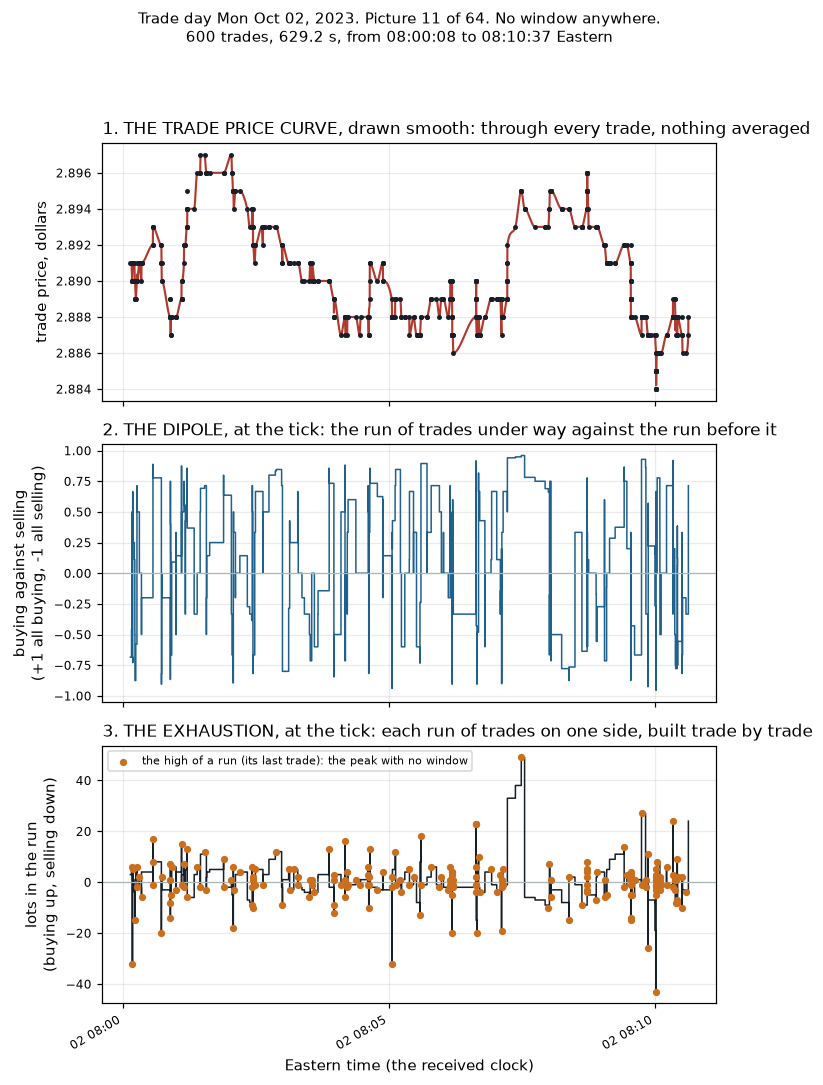 Trade day Mon Oct 02, 2023. Picture 11 of 64. No window anywhere.
600 trades, 629.2 s, from 08:00:08 to 08:10:37 Eastern
1. THE TRADE PRICE CURVE, drawn smooth: through every trade, nothing averaged
trade price, dollars
2.896
2.894
2.892
2.890
2.888
2.886
2.884
2. THE DIPOLE, at the tick: the run of trades under way against the run before it
buying against selling
(+1 all buying, -1 all selling)
1.00
0.75
0.50
0.25
0.00
−0.25
−0.50
−0.75
−1.00
3. THE EXHAUSTION, at the tick: each run of trades on one side, built trade by trade
the high of a run (its last trade): the peak with no window
lots in the run
(buying up, selling down)
40
20
0
−20
−40
02 08:00
02 08:05
02 08:10
Eastern time (the received clock)